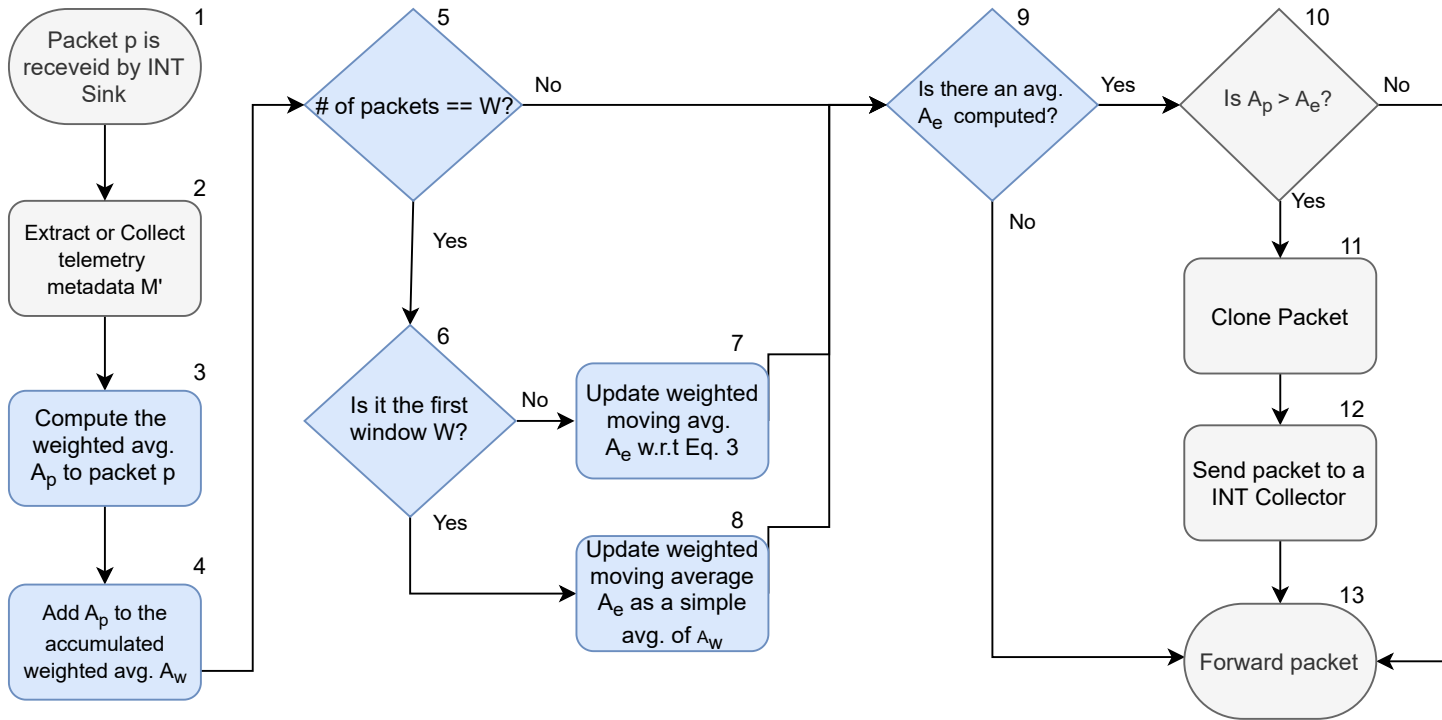 1
Packet p is
receveid by INT
Sink
2
Extract or Collect
telemetry
metadata M'
3
Compute the
weighted avg.
Ap to packet p
4
Add Ap to the
accumulated
weighted avg. Aw
5
# of packets == W?
No
Yes
6
Is it the first
window W?
No
Yes
7
Update weighted
moving avg.
Ae w.r.t Eq. 3
8
Update weighted
moving average
Ae as a simple
avg. of Aw
9
Is there an avg.
Ae computed?
Yes
No
10
Is Ap > Ae?
No
Yes
11
Clone Packet
12
Send packet to a
INT Collector
13
Forward packet